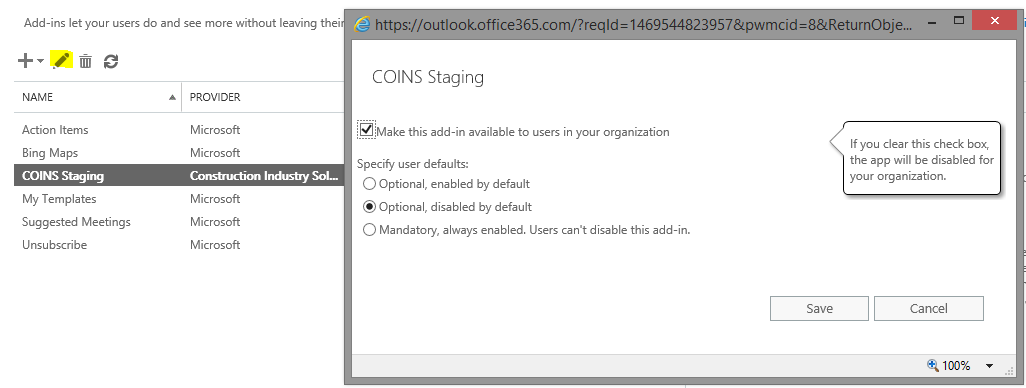 Add-ins let your users do and see more without leaving their
NAME PROVIDER
Action Items Microsoft
Bing Maps Microsoft
COINS Staging Construction Industry Sol...
My Templates Microsoft
Suggested Meetings Microsoft
Unsubscribe Microsoft
https://outlook.office365.com/?reqId=1469544823957&pwmcid=8&ReturnObje...
COINS Staging
Make this add-in available to users in your organization
If you clear this check box,
the app will be disabled for
your organization.
Specify user defaults:
Optional, enabled by default
Optional, disabled by default
Mandatory, always enabled. Users can't disable this add-in.
Save Cancel
100%